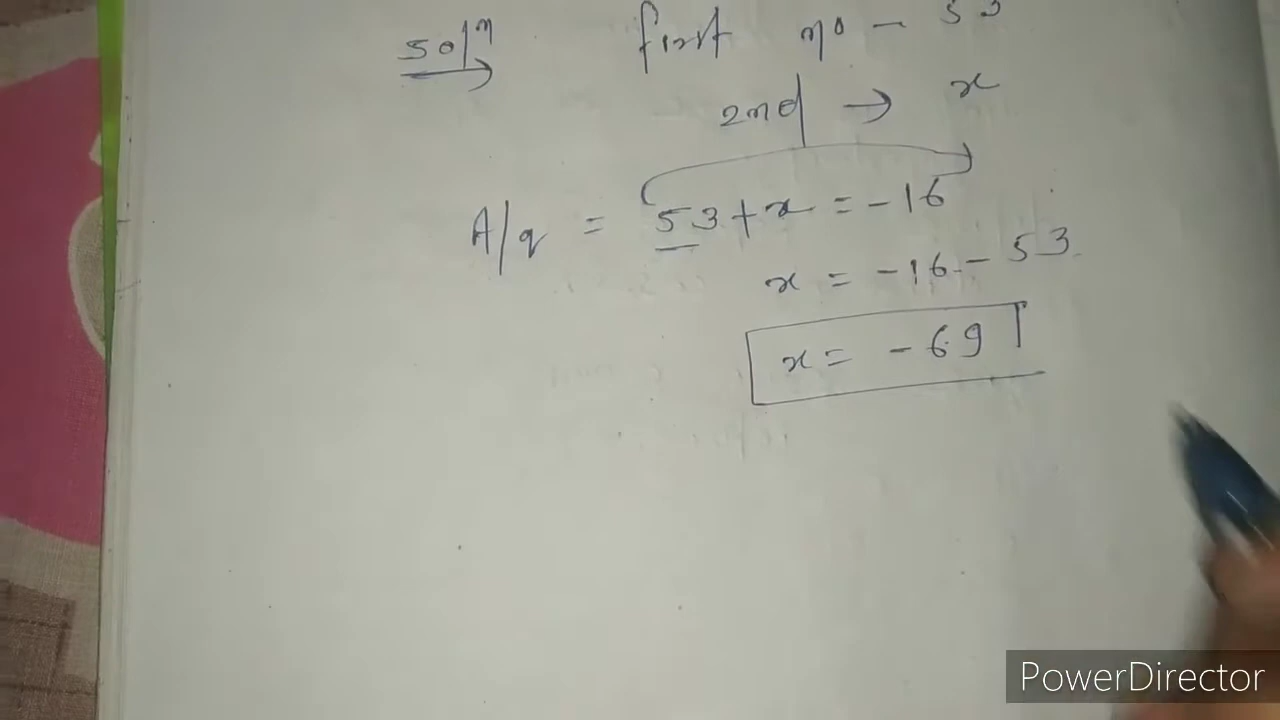 Solⁿ first no - 53
2nd → x
A/q = 53+x = -16
x = -16 - 53
x = -69
PowerDirector